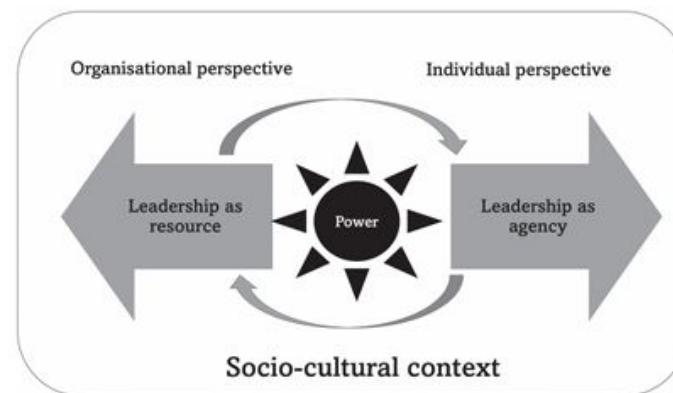 Organisational perspective
Individual perspective
Leadership as
resource
Power
Leadership as
agency
Socio-cultural context